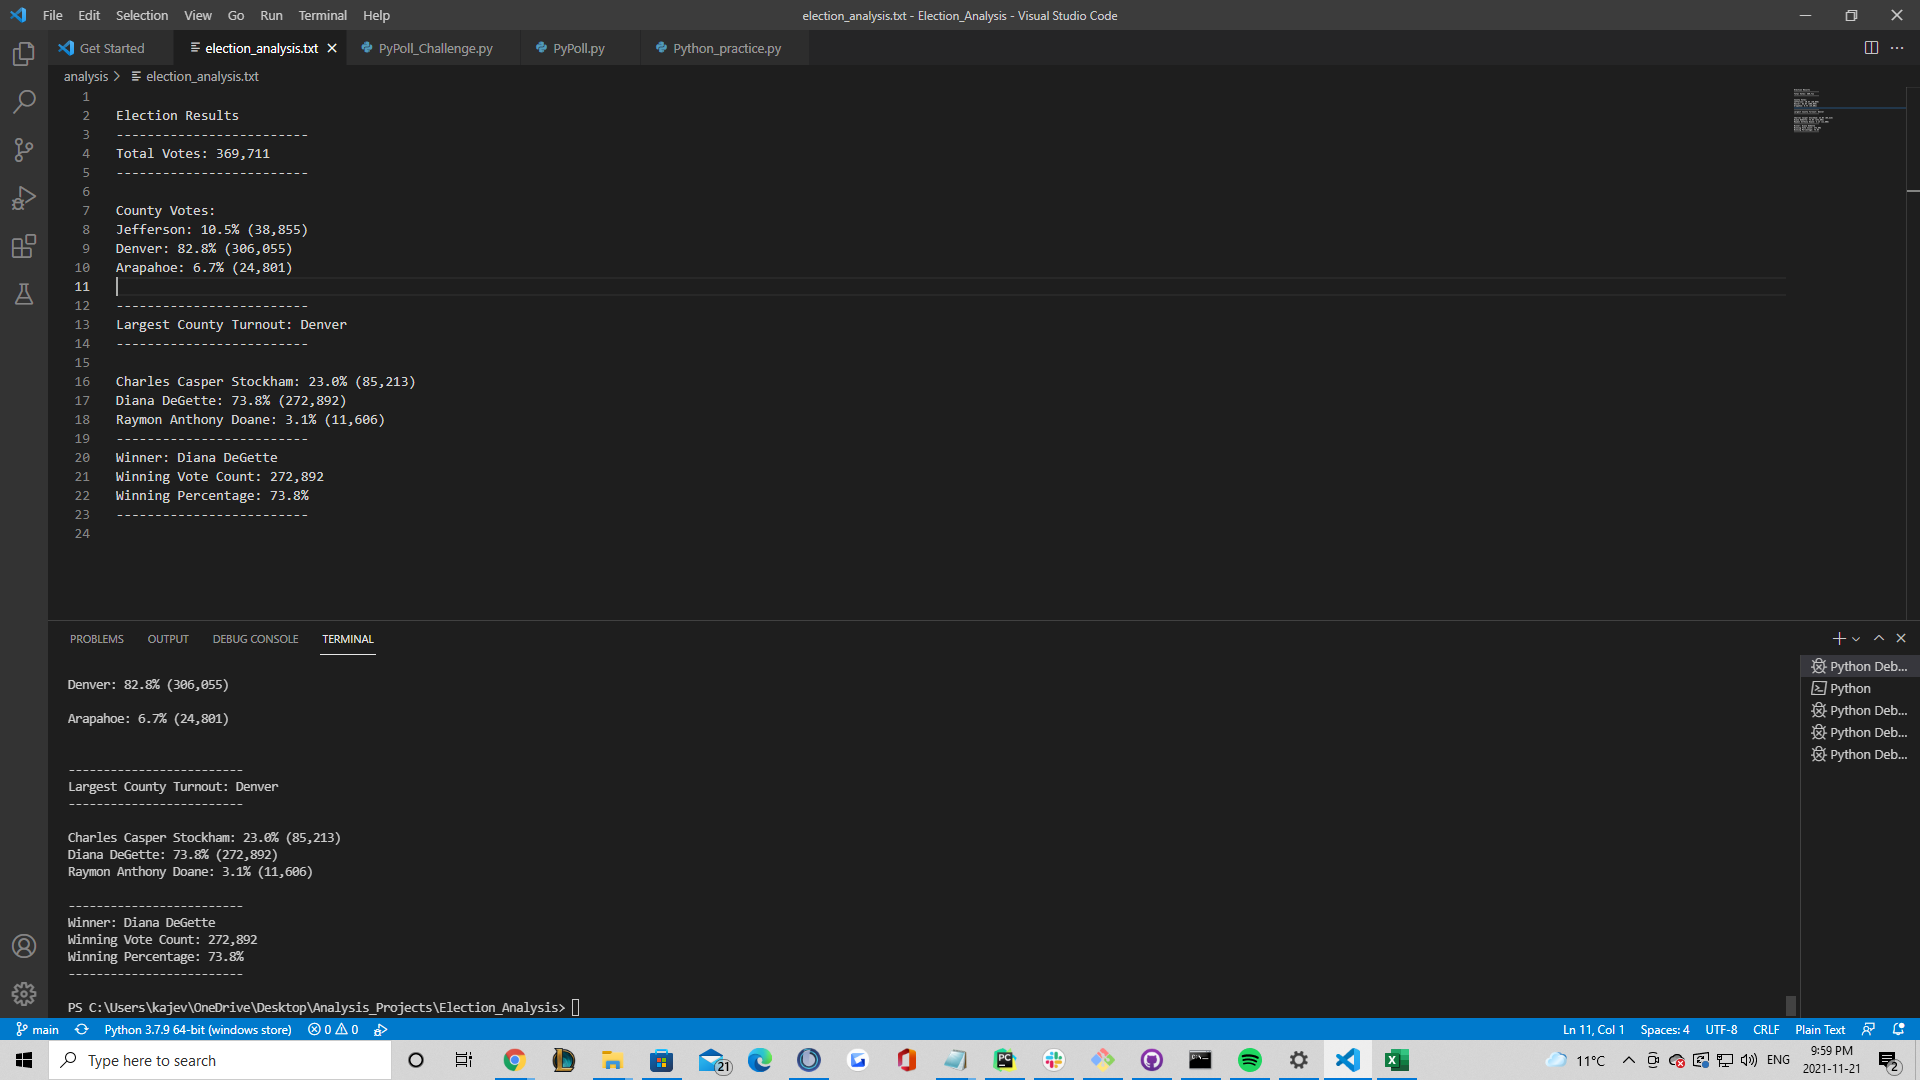 File Edit Selection View Go Run Terminal Help
election_analysis.txt - Election_Analysis - Visual Studio Code
Get Started
election_analysis.txt
PyPoll_Challenge.py
PyPoll.py
Python_practice.py
analysis > election_analysis.txt
1
2 Election Results
3 -------------------------
4 Total Votes: 369,711
5 -------------------------
6
7 County Votes:
8 Jefferson: 10.5% (38,855)
9 Denver: 82.8% (306,055)
10 Arapahoe: 6.7% (24,801)
11
12 -------------------------
13 Largest County Turnout: Denver
14 -------------------------
15
16 Charles Casper Stockham: 23.0% (85,213)
17 Diana DeGette: 73.8% (272,892)
18 Raymon Anthony Doane: 3.1% (11,606)
19 -------------------------
20 Winner: Diana DeGette
21 Winning Vote Count: 272,892
22 Winning Percentage: 73.8%
23 -------------------------
24
PROBLEMS OUTPUT DEBUG CONSOLE TERMINAL
Denver: 82.8% (306,055)
Arapahoe: 6.7% (24,801)
-------------------------
Largest County Turnout: Denver
-------------------------
Charles Casper Stockham: 23.0% (85,213)
Diana DeGette: 73.8% (272,892)
Raymon Anthony Doane: 3.1% (11,606)
-------------------------
Winner: Diana DeGette
Winning Vote Count: 272,892
Winning Percentage: 73.8%
-------------------------
PS C:\Users\kajev\OneDrive\Desktop\Analysis_Projects\Election_Analysis>
Python Deb...
Python
Python Deb...
Python Deb...
Python Deb...
main Python 3.7.9 64-bit (windows store) 0 0
Ln 11, Col 1 Spaces: 4 UTF-8 CRLF Plain Text
Type here to search
21
11°C
ENG
9:59 PM
2021-11-21
2